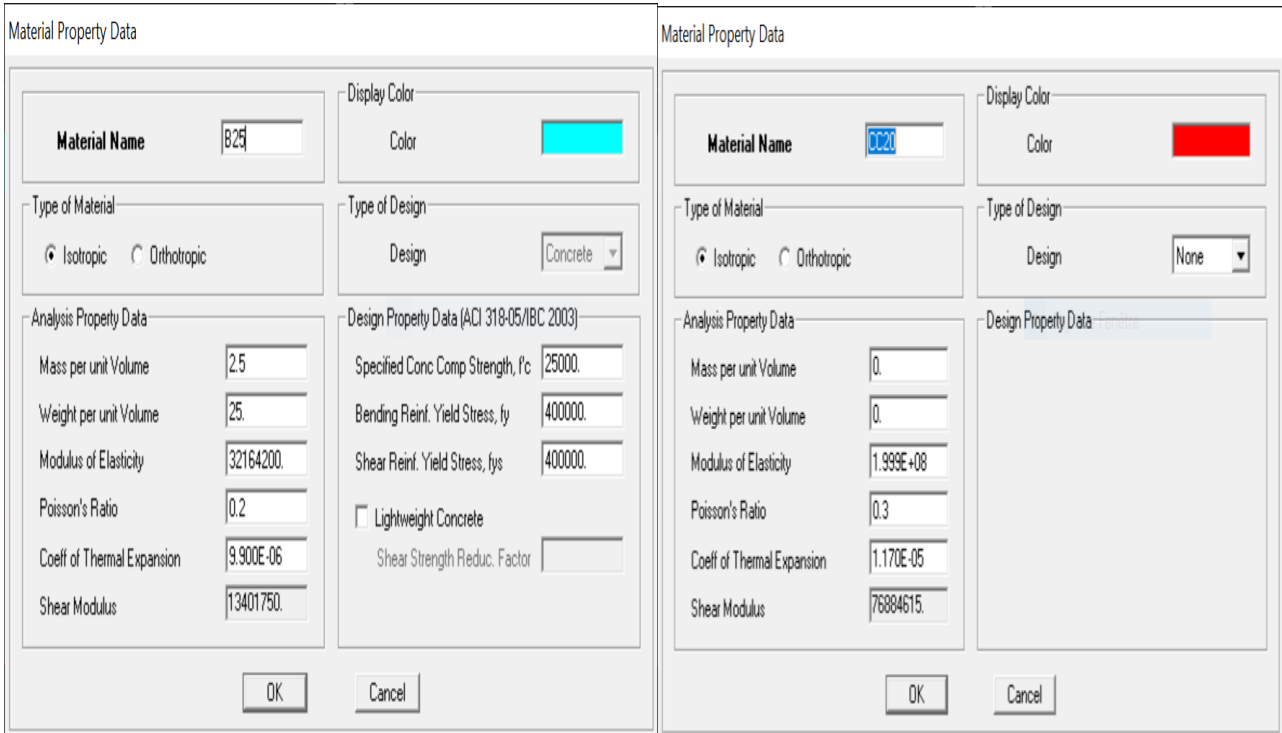 Material Property Data
Material Name B25
Display Color
Color
Type of Material
Isotropic Orthotropic
Type of Design
Design Concrete
Analysis Property Data
Mass per unit Volume 2.5
Weight per unit Volume 25.
Modulus of Elasticity 32164200.
Poisson's Ratio 0.2
Coeff of Thermal Expansion 9.900E-06
Shear Modulus 13401750.
Design Property Data (ACI 318-05/IBC 2003)
Specified Conc Comp Strength, f'c 25000.
Bending Reinf. Yield Stress, fy 400000.
Shear Reinf. Yield Stress, fys 400000.
Lightweight Concrete
Shear Strength Reduc. Factor
OK Cancel
Material Property Data
Material Name CC20
Display Color
Color
Type of Material
Isotropic Orthotropic
Type of Design
Design None
Analysis Property Data
Mass per unit Volume 0.
Weight per unit Volume 0.
Modulus of Elasticity 1.999E+08
Poisson's Ratio 0.3
Coeff of Thermal Expansion 1.170E-05
Shear Modulus 76884615.
Design Property Data
Fenêtre
OK Cancel